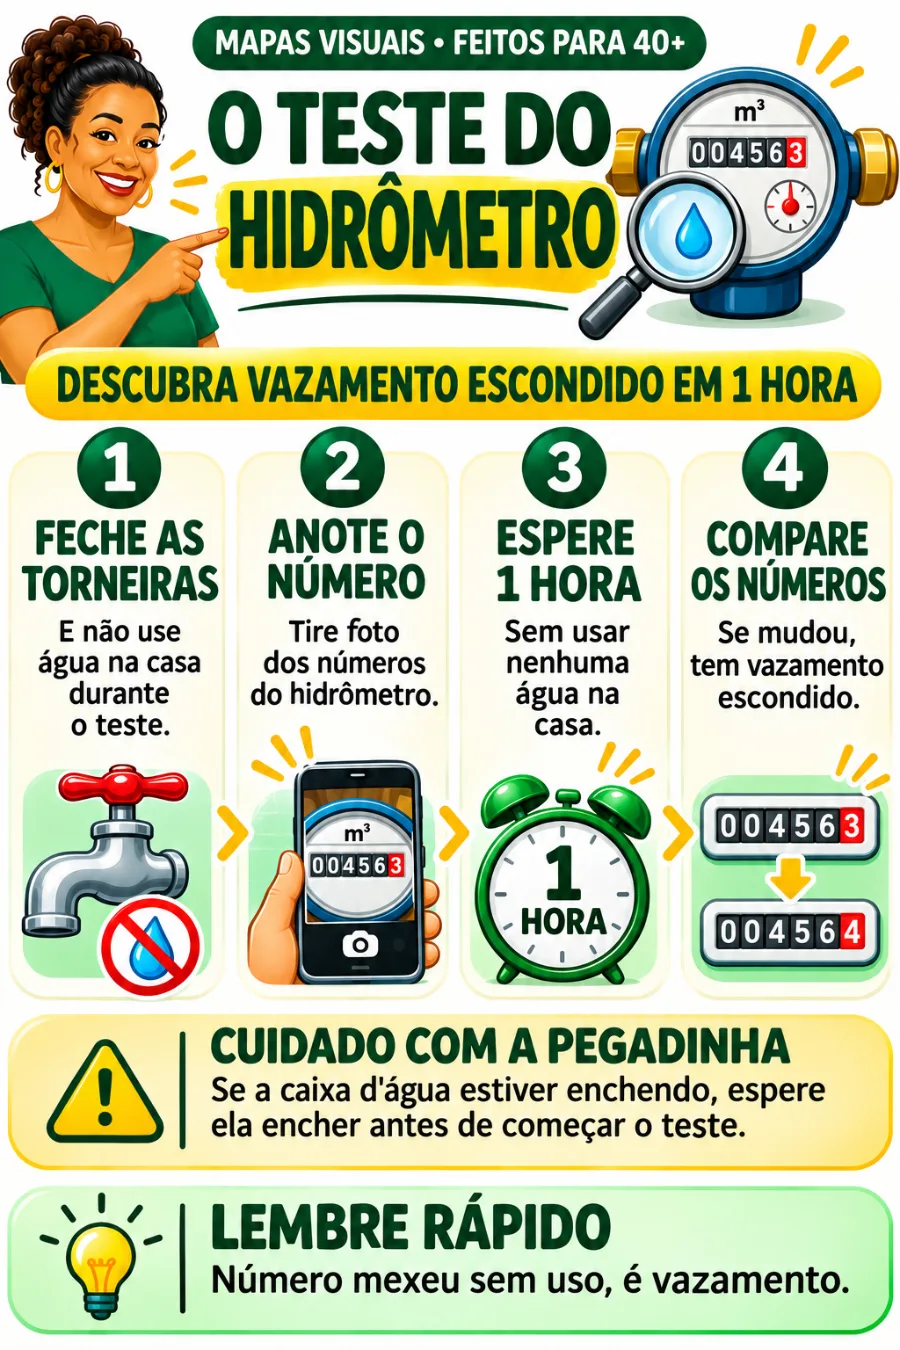 MAPAS VISUAIS • FEITOS PARA 40+
O TESTE DO
HIDRÔMETRO
m³
004563
DESCUBRA VAZAMENTO ESCONDIDO EM 1 HORA
1
FECHE AS
TORNEIRAS
E não use
água na casa
durante
o teste.
2
ANOTE O
NÚMERO
Tire foto
dos números
do hidrômetro.
m³
004563
3
ESPERE
1 HORA
Sem usar
nenhuma
água na
casa.
1
HORA
4
COMPARE
OS NÚMEROS
Se mudou,
tem vazamento
escondido.
004563
004564
CUIDADO COM A PEGADINHA
Se a caixa d'água estiver enchendo, espere
ela encher antes de começar o teste.
LEMBRE RÁPIDO
Número mexeu sem uso, é vazamento.